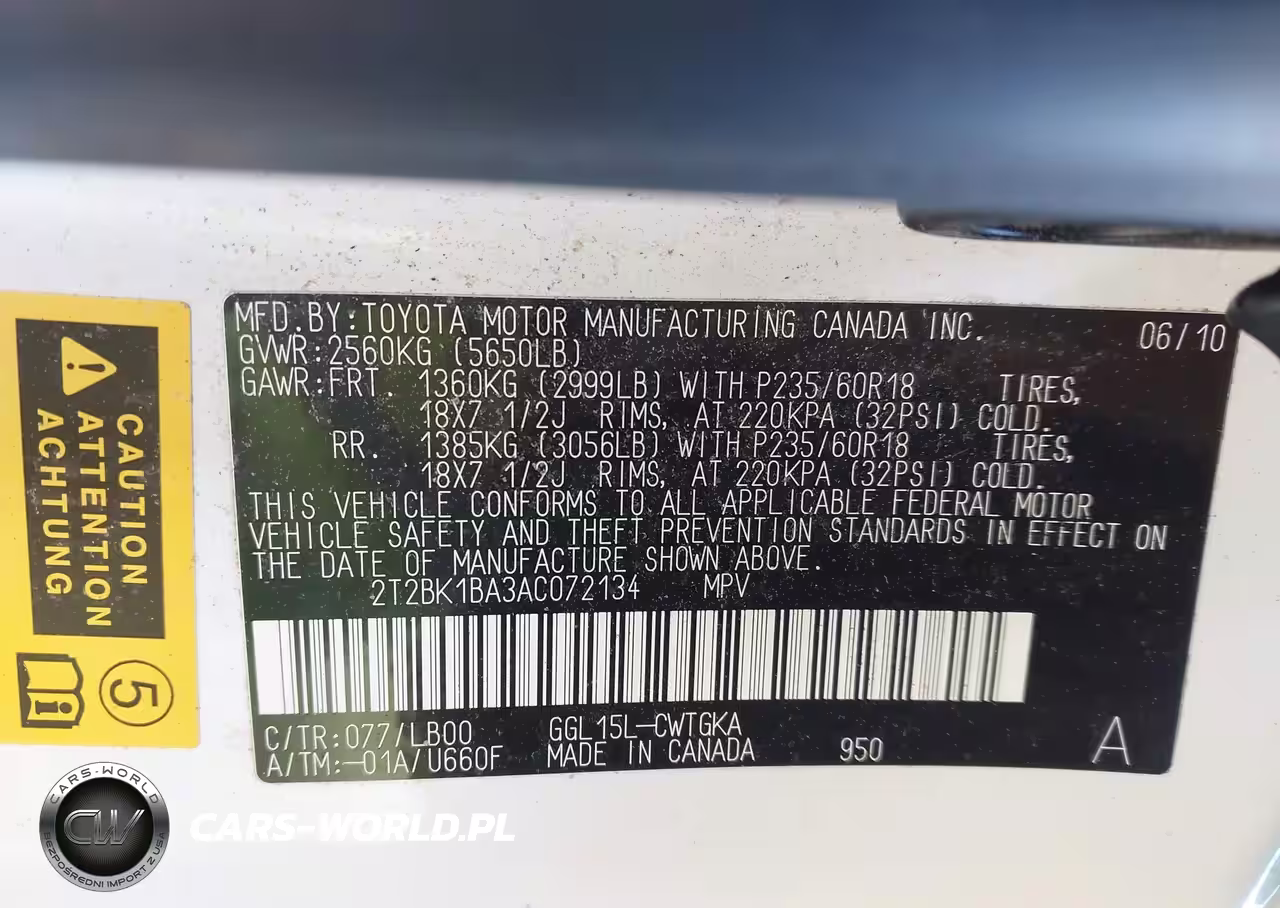 MFD.BY:TOYOTA MOTOR MANUFACTURING CANADA INC. 06/10
GVWR:2560KG (5650LB)
GAWR:FRT. 1360KG (2999LB) WITH P235/60R18 TIRES,
18X7 1/2J RIMS, AT 220KPA (32PSI) COLD.
RR. 1385KG (3056LB) WITH P235/60R18 TIRES,
18X7 1/2J RIMS, AT 220KPA (32PSI) COLD.
THIS VEHICLE CONFORMS TO ALL APPLICABLE FEDERAL MOTOR
VEHICLE SAFETY AND THEFT PREVENTION STANDARDS IN EFFECT ON
THE DATE OF MANUFACTURE SHOWN ABOVE.
2T2BK1BA3AC072134 MPV
C/TR:077/LB00 GGL15L-CWTGKA
A/TM:-01A/U660F MADE IN CANADA 950 A
CAUTION
ATTENTION
ACHTUNG
5
CARS-WORLD
CW
BEZPOŚREDNI IMPORT Z USA
CARS-WORLD.PL